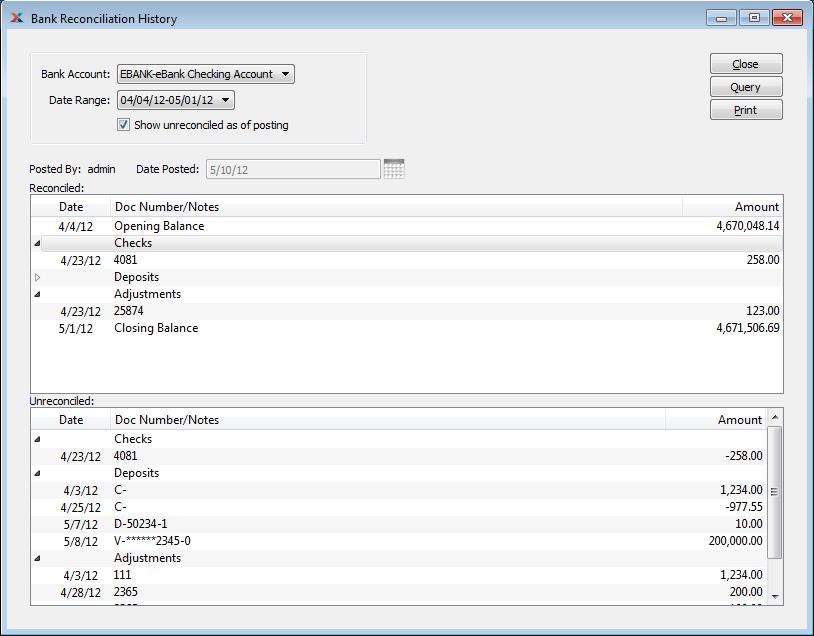 Bank Reconciliation History
Bank Account: EBANK-eBank Checking Account
Close
Date Range: 04/04/12-05/01/12
Query
Show unreconciled as of posting
Print
Posted By: admin Date Posted: 5/10/12
Reconciled:
Date Doc Number/Notes Amount
4/4/12 Opening Balance 4,670,048.14
Checks
4/23/12 4081 258.00
Deposits
Adjustments
4/23/12 25874 123.00
5/1/12 Closing Balance 4,671,506.69
Unreconciled:
Date Doc Number/Notes Amount
Checks
4/23/12 4081 -258.00
Deposits
4/3/12 C- 1,234.00
4/25/12 C- -977.55
5/7/12 D-50234-1 10.00
5/8/12 V-******2345-0 200,000.00
Adjustments
4/3/12 111 1,234.00
4/28/12 2365 200.00